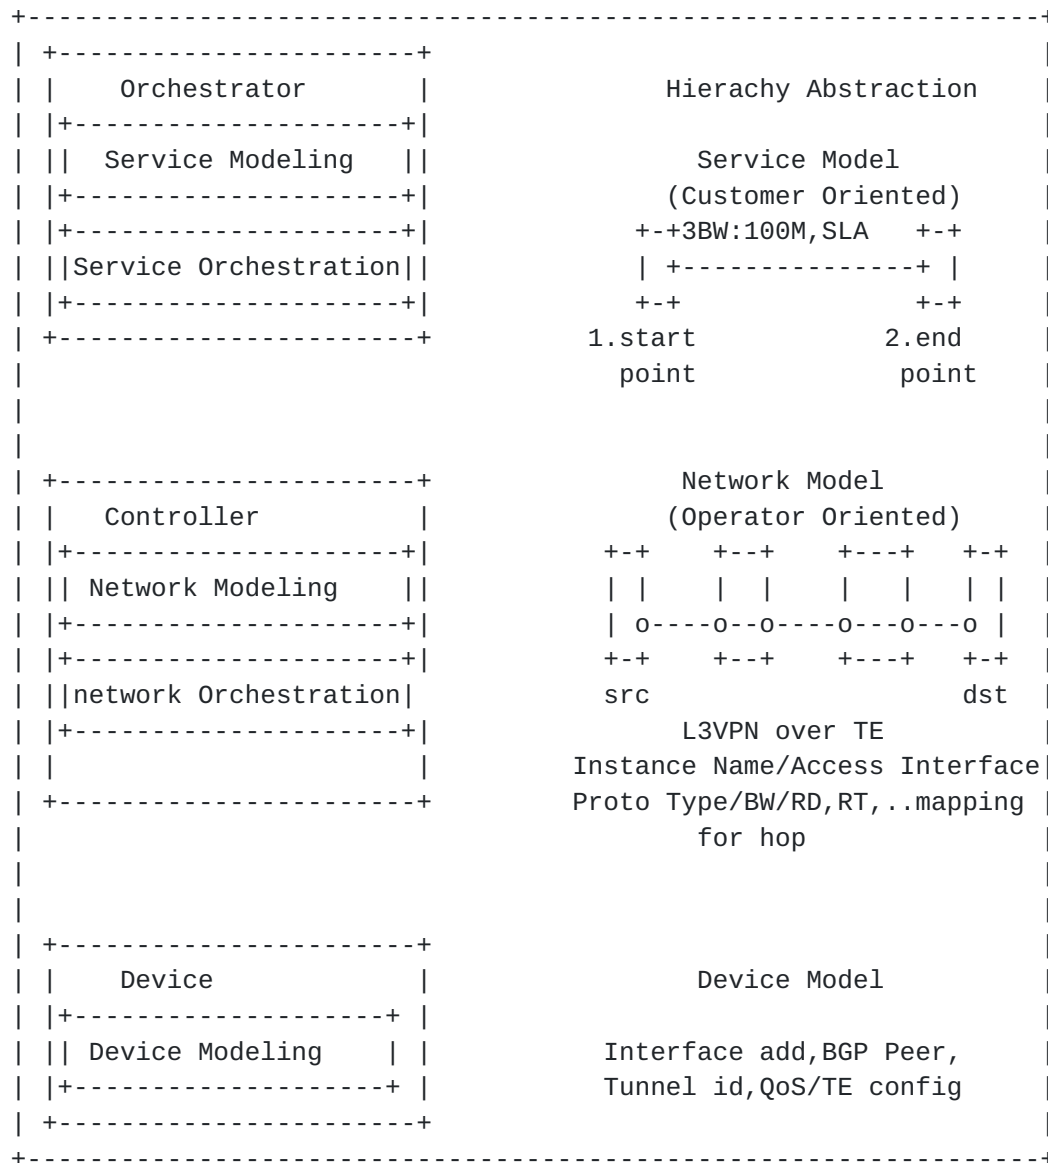 Orchestrator Hierachy Abstraction
Service Modeling Service Model
(Customer Oriented)
3BW:100M,SLA
Service Orchestration
1.start 2.end
point point
Network Model
Controller (Operator Oriented)
Network Modeling
o----o--o----o---o---o
network Orchestration src dst
L3VPN over TE
Instance Name/Access Interface
Proto Type/BW/RD,RT,..mapping
for hop
Device Device Model
Device Modeling Interface add,BGP Peer,
Tunnel id,QoS/TE config